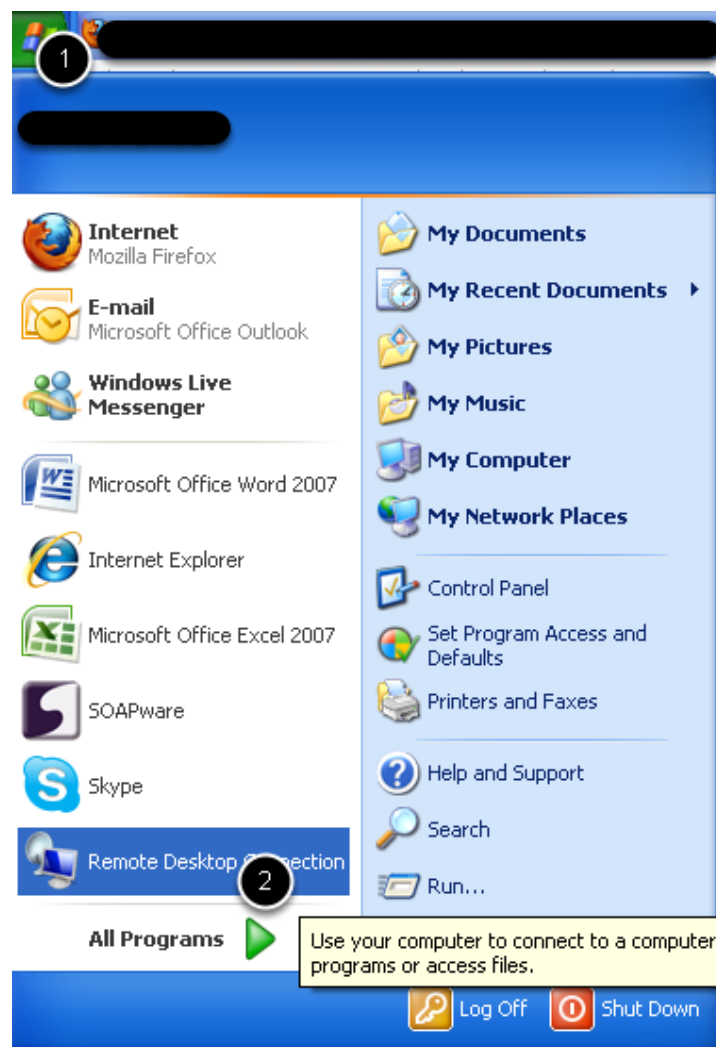 1
Internet
Mozilla Firefox
E-mail
Microsoft Office Outlook
Windows Live
Messenger
Microsoft Office Word 2007
Internet Explorer
Microsoft Office Excel 2007
SOAPware
Skype
Remote Desktop
2
All Programs
My Documents
My Recent Documents
My Pictures
My Music
My Computer
My Network Places
Control Panel
Set Program Access and
Defaults
Printers and Faxes
Help and Support
Search
Run...
Use your computer to connect to a computer
programs or access files.
Log Off
Shut Down